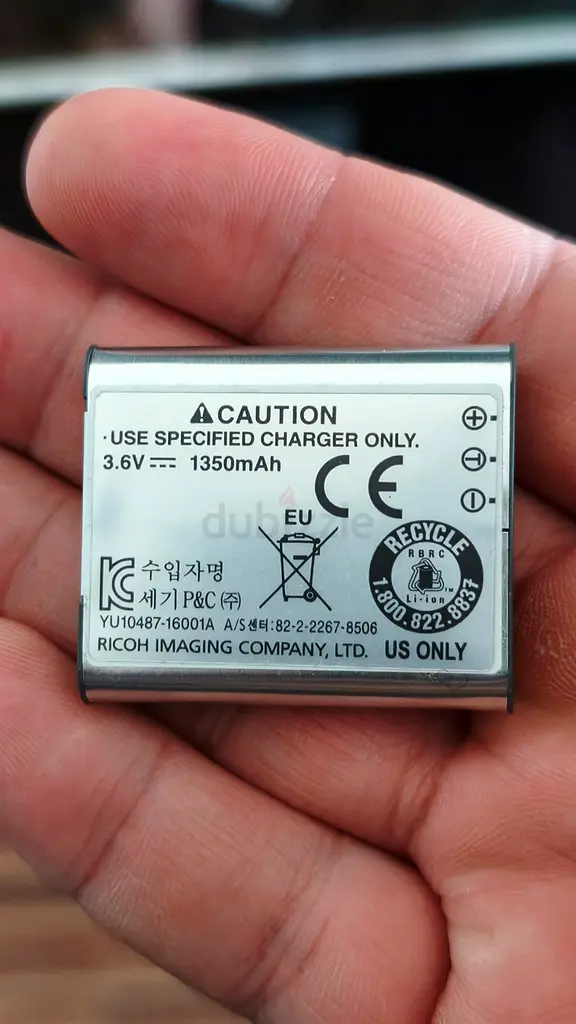 ⚠CAUTION
·USE SPECIFIED CHARGER ONLY.
3.6V⎓ 1350mAh
CE
EU
dubizzle
RECYCLE
RBRC
Li-ion
TM
1.800.822.8837
수입자명
세기P&C㈜
YU10487-16001A A/S센터:82-2-2267-8506
RICOH IMAGING COMPANY, LTD. US ONLY